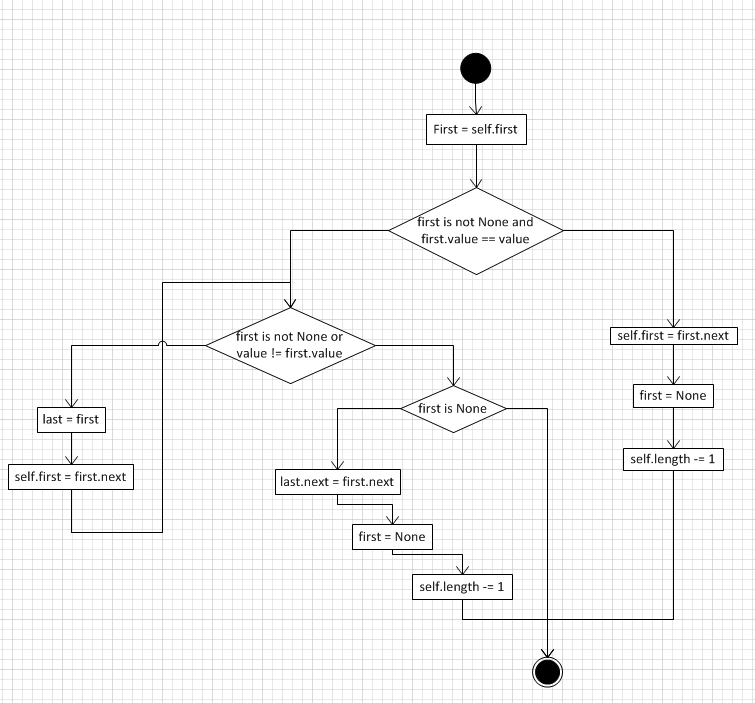 First = self.first
first is not None and
first.value == value
first is not None or
value != first.value
self.first = first.next
first = None
self.length -= 1
first is None
last = first
self.first = first.next
last.next = first.next
first = None
self.length -= 1